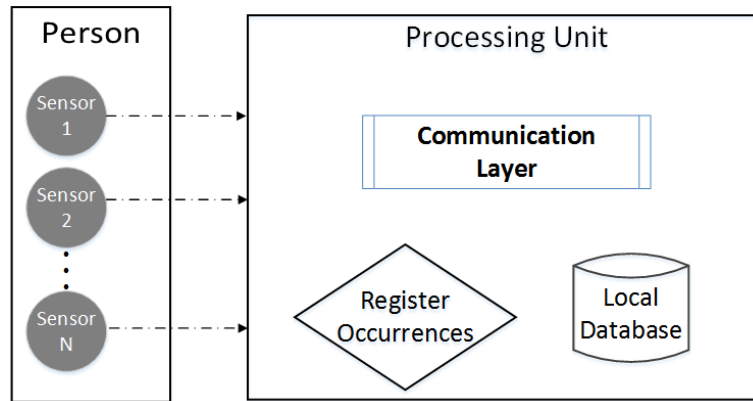 Person
Sensor
1
Sensor
2
Sensor
N
Processing Unit
Communication
Layer
Register
Occurrences
Local
Database